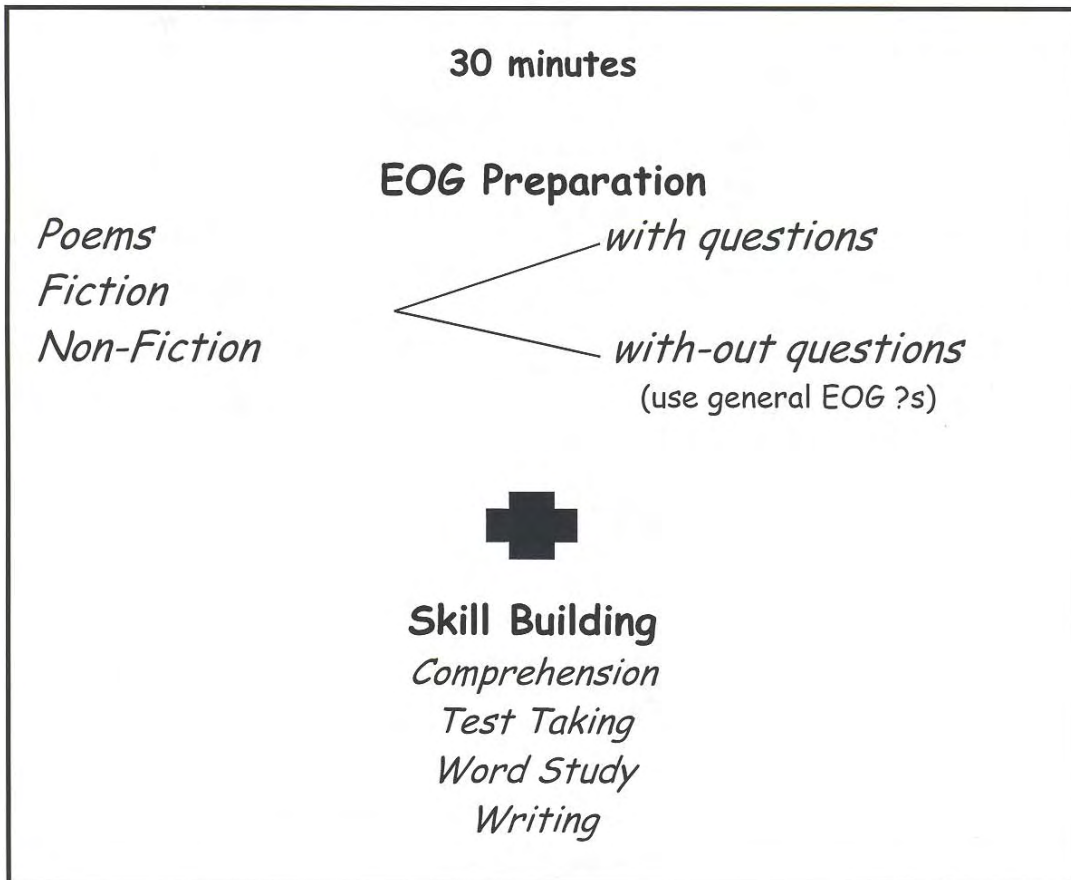 30 minutes
EOG Preparation
Poems
with questions
Fiction
Non-Fiction
with-out questions
(use general EOG ?s)
Skill Building
Comprehension
Test Taking
Word Study
Writing